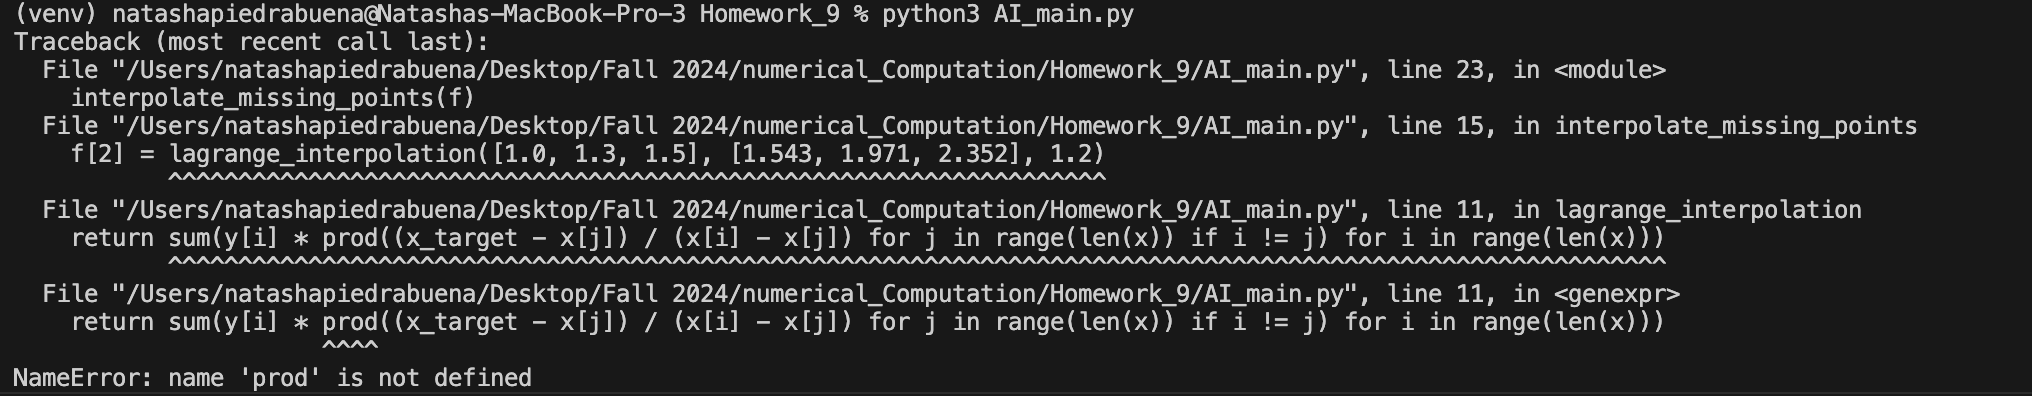 (venv) natashapiedrabuena@Natashas-MacBook-Pro-3 Homework_9 % python3 AI_main.py
Traceback (most recent call last):
  File "/Users/natashapiedrabuena/Desktop/Fall 2024/numerical_Computation/Homework_9/AI_main.py", line 23, in <module>
    interpolate_missing_points(f)
  File "/Users/natashapiedrabuena/Desktop/Fall 2024/numerical_Computation/Homework_9/AI_main.py", line 15, in interpolate_missing_points
    f[2] = lagrange_interpolation([1.0, 1.3, 1.5], [1.543, 1.971, 2.352], 1.2)
           ^^^^^^^^^^^^^^^^^^^^^^^^^^^^^^^^^^^^^^^^^^^^^^^^^^^^^^^^^^^^^^^^^^^
  File "/Users/natashapiedrabuena/Desktop/Fall 2024/numerical_Computation/Homework_9/AI_main.py", line 11, in lagrange_interpolation
    return sum(y[i] * prod((x_target - x[j]) / (x[i] - x[j]) for j in range(len(x)) if i != j) for i in range(len(x)))
           ^^^^^^^^^^^^^^^^^^^^^^^^^^^^^^^^^^^^^^^^^^^^^^^^^^^^^^^^^^^^^^^^^^^^^^^^^^^^^^^^^^^^^^^^^^^^^^^^^^^^^^^^^^^
  File "/Users/natashapiedrabuena/Desktop/Fall 2024/numerical_Computation/Homework_9/AI_main.py", line 11, in <genexpr>
    return sum(y[i] * prod((x_target - x[j]) / (x[i] - x[j]) for j in range(len(x)) if i != j) for i in range(len(x)))
                      ^^^^
NameError: name 'prod' is not defined